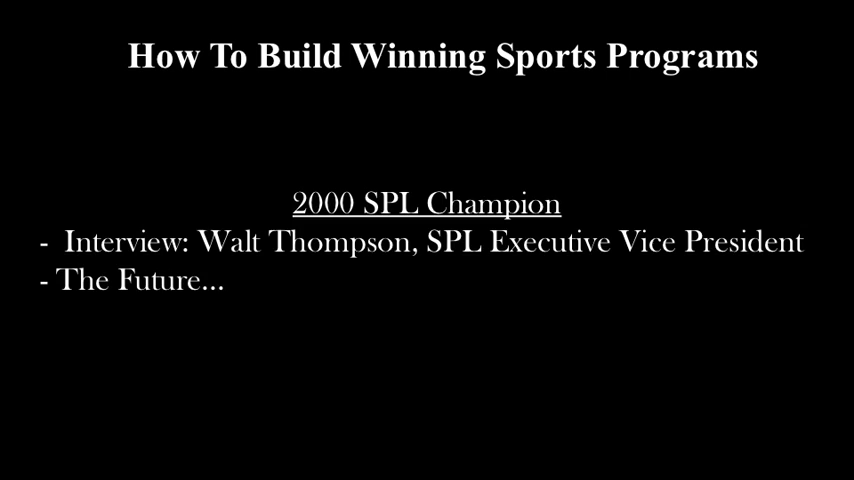 How To Build Winning Sports Programs
2000 SPL Champion
- Interview: Walt Thompson, SPL Executive Vice President
- The Future...